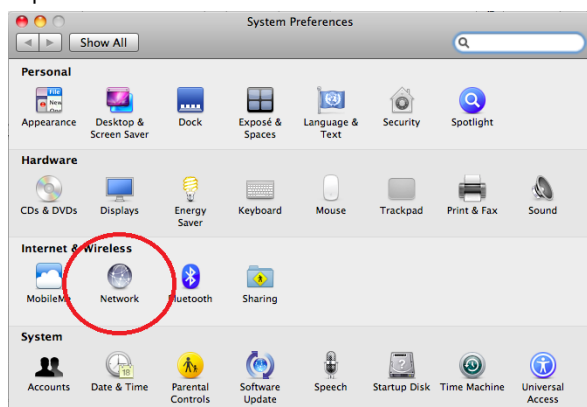 System Preferences
Show All
Personal
Appearance
Desktop &
Screen Saver
Dock
Exposé &
Spaces
Language &
Text
Security
Spotlight
Hardware
CDs & DVDs
Displays
Energy
Saver
Keyboard
Mouse
Trackpad
Print & Fax
Sound
Internet & Wireless
MobileMe
Network
Bluetooth
Sharing
System
Accounts
Date & Time
Parental
Controls
Software
Update
Speech
Startup Disk
Time Machine
Universal
Access